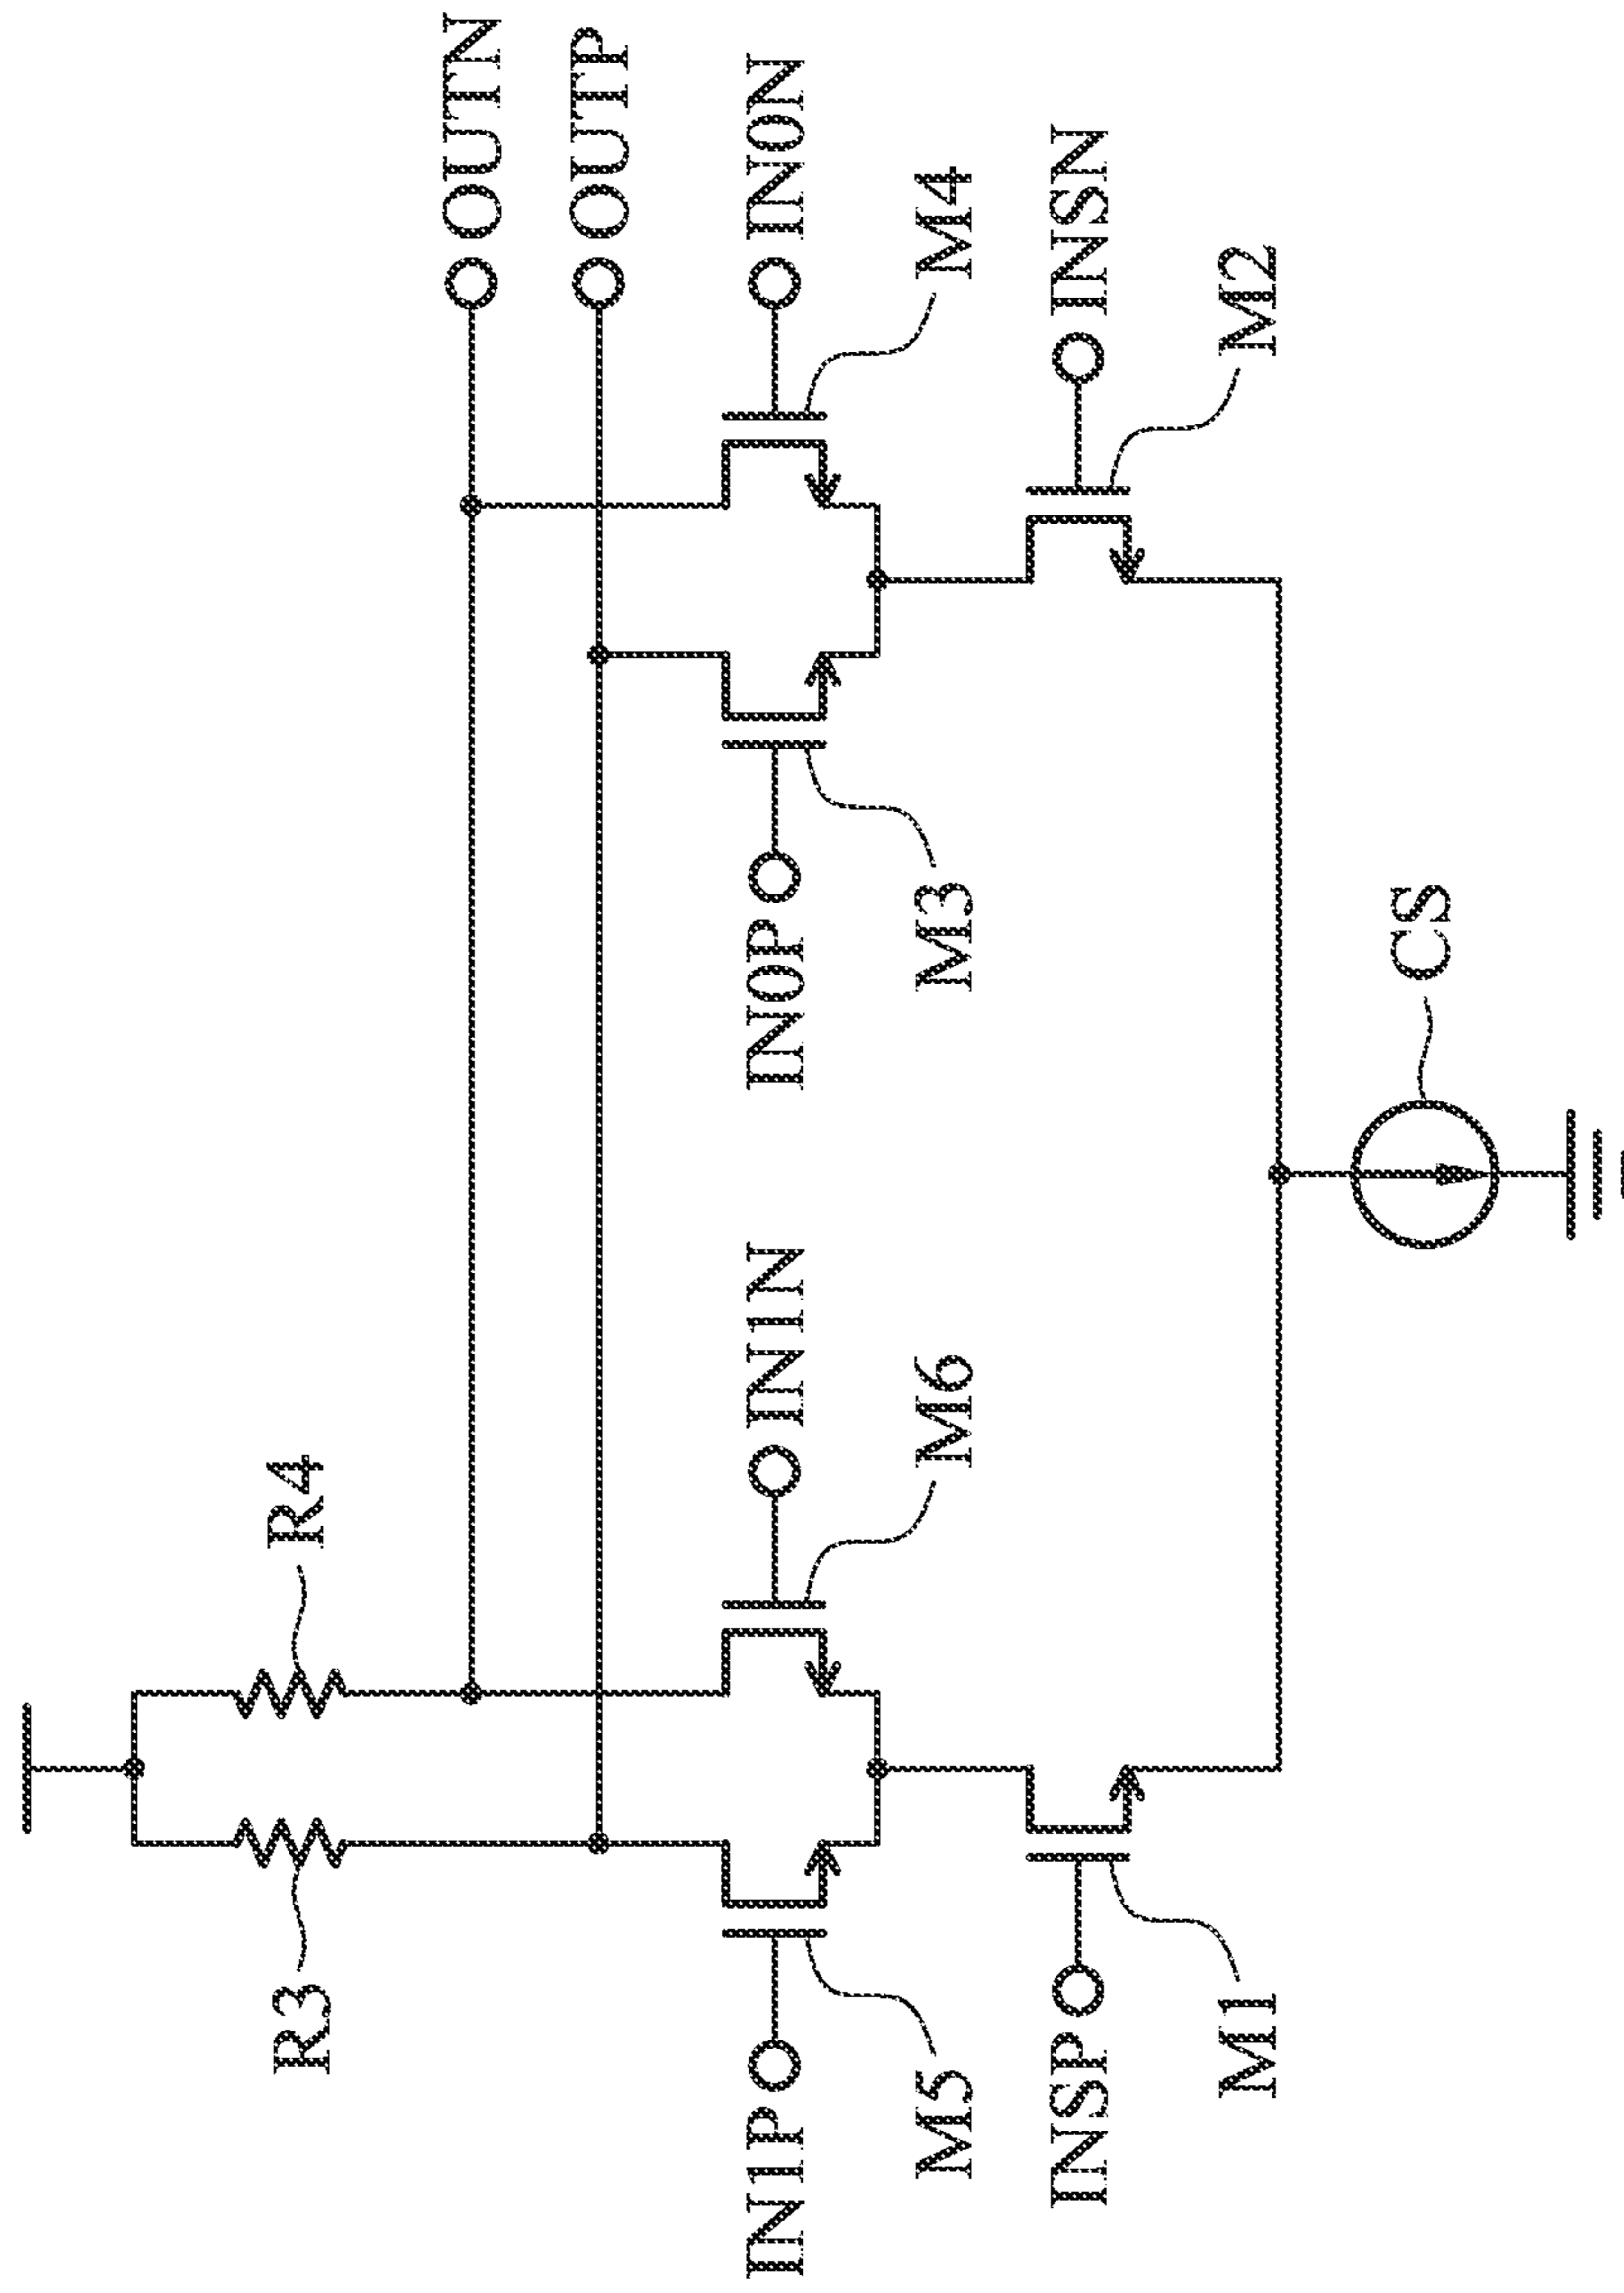 R3
R4
OUTN
OUTP
IN1P
IN1N
IN0P
IN0N
M5
M6
M3
M4
INSP
INSN
M1
M2
CS